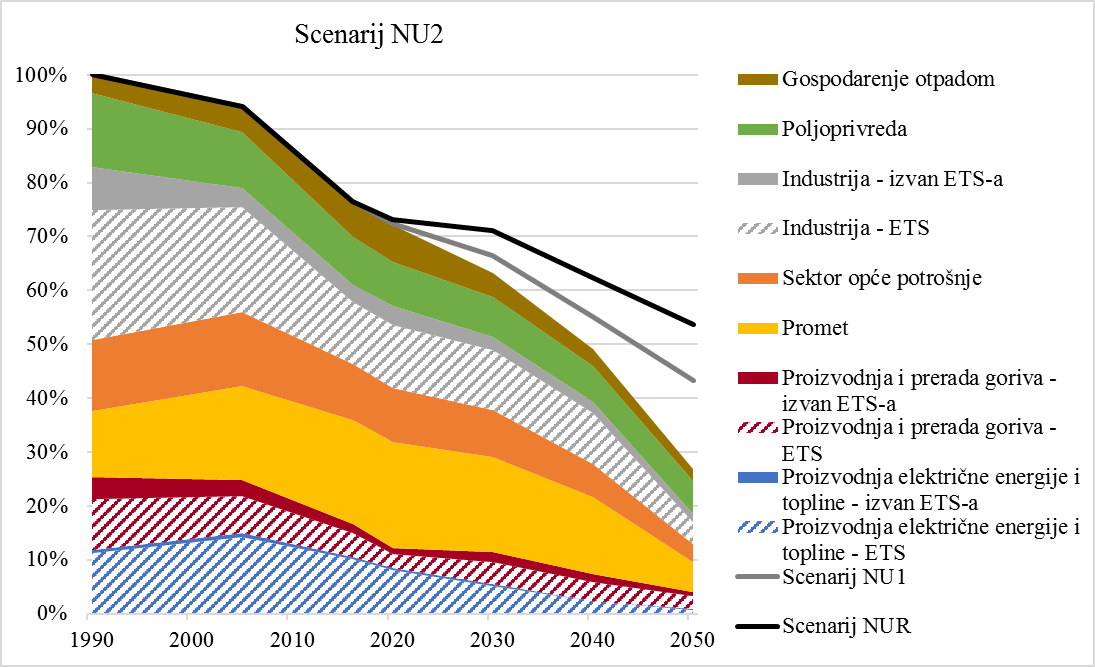 Scenarij NU2
100%
90%
80%
70%
60%
50%
40%
30%
20%
10%
0%
1990
2000
2010
2020
2030
2040
2050
Gospodarenje otpadom
Poljoprivreda
Industrija - izvan ETS-a
Industrija - ETS
Sektor opće potrošnje
Promet
Proizvodnja i prerada goriva -
izvan ETS-a
Proizvodnja i prerada goriva -
ETS
Proizvodnja električne energije i
topline - izvan ETS-a
Proizvodnja električne energije i
topline - ETS
Scenarij NU1
Scenarij NUR